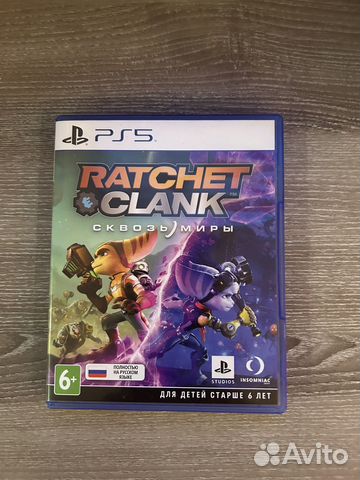 PS5
RATCHET
& CLANK
СКВОЗЬ МИРЫ
6+
ПОЛНОСТЬЮ
НА РУССКОМ
ЯЗЫКЕ
STUDIOS
INSOMNIAC
ДЛЯ ДЕТЕЙ СТАРШЕ 6 ЛЕТ
Avito